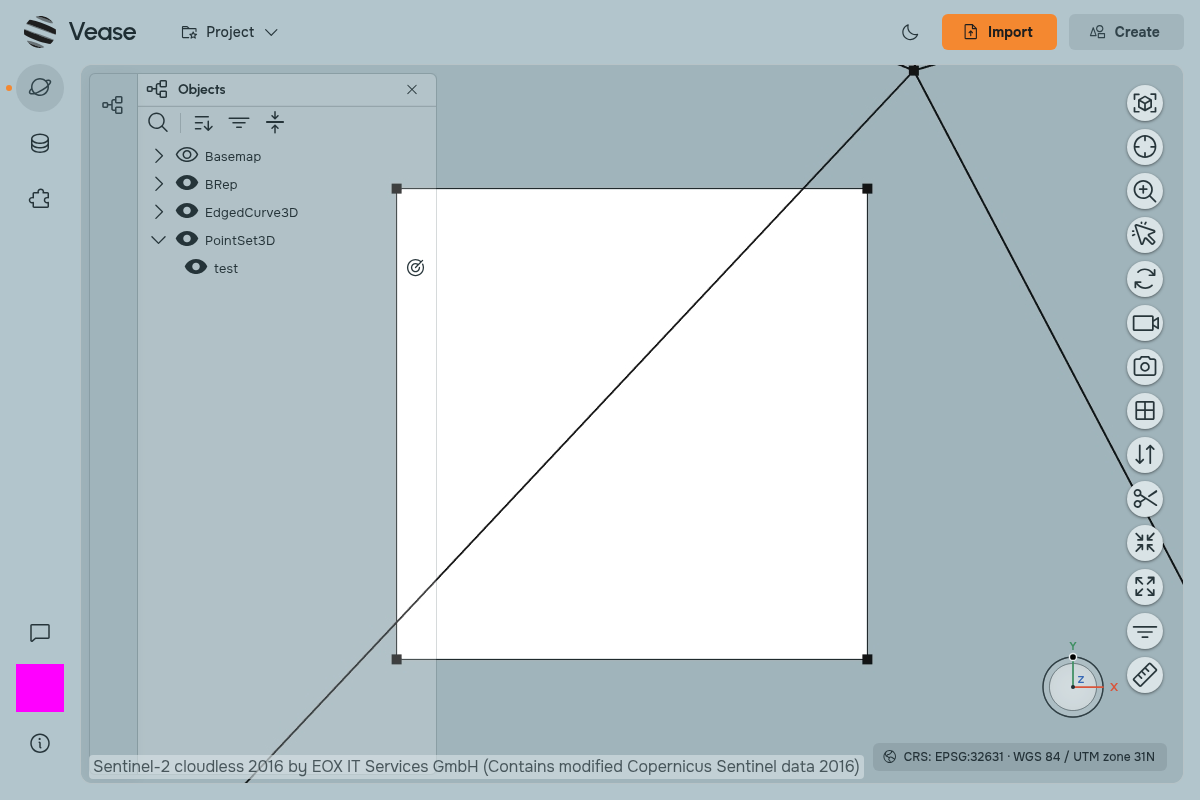 Vease
Project
Import
Create
Objects
Basemap
BRep
EdgedCurve3D
PointSet3D
test
Y
Z
X
CRS: EPSG:32631 · WGS 84 / UTM zone 31N
Sentinel-2 cloudless 2016 by EOX IT Services GmbH (Contains modified Copernicus Sentinel data 2016)